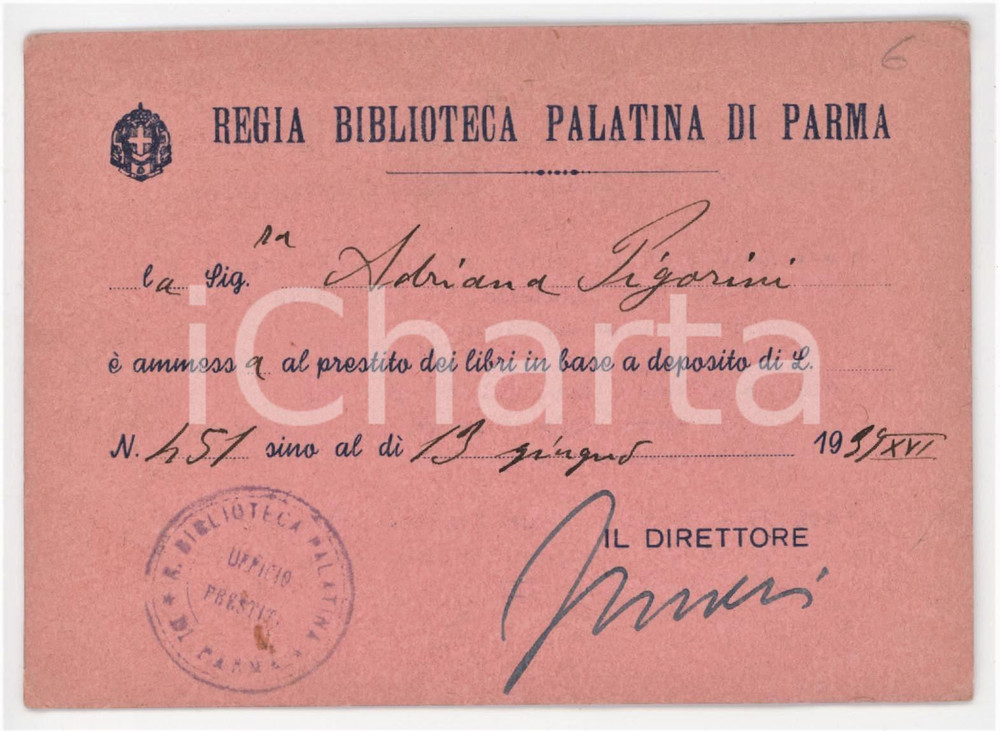 6
REGIA BIBLIOTECA PALATINA DI PARMA
la Sig.ra Adriana Pigorini
è ammessa al prestito dei libri in base a deposito di L.
N. 451 sino al dì 13 giugno 1939 XVI
IL DIRETTORE
R. BIBLIOTECA PALATINA
★ DI PARMA ★
UFFICIO
PRESTITI
iCharta